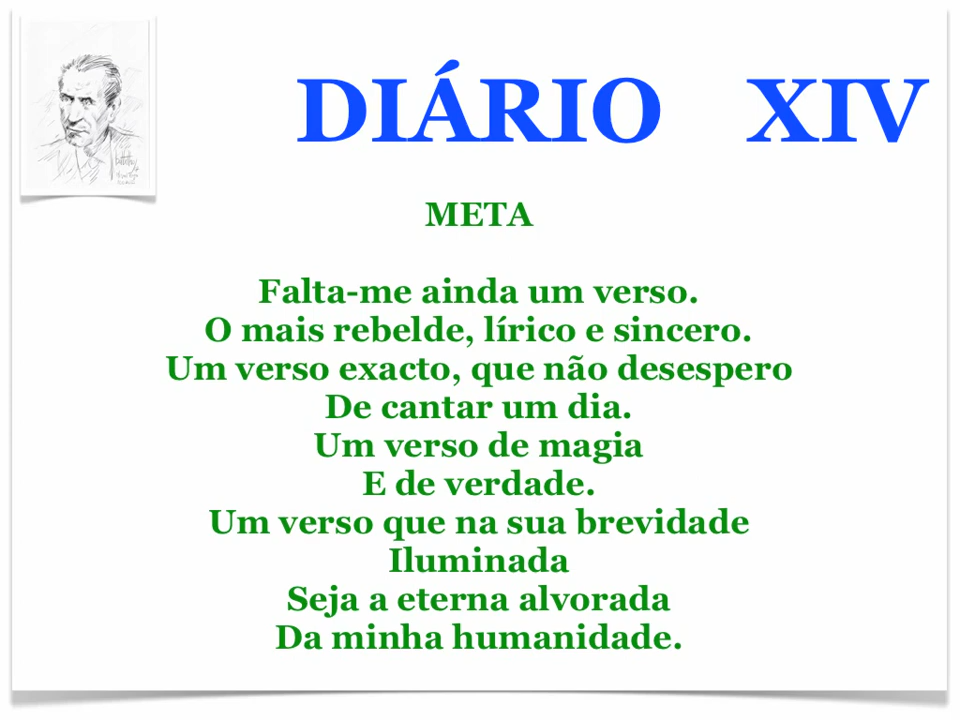 DIÁRIO XIV
META
Falta-me ainda um verso.
O mais rebelde, lírico e sincero.
Um verso exacto, que não desespero
De cantar um dia.
Um verso de magia
E de verdade.
Um verso que na sua brevidade
Iluminada
Seja a eterna alvorada
Da minha humanidade.